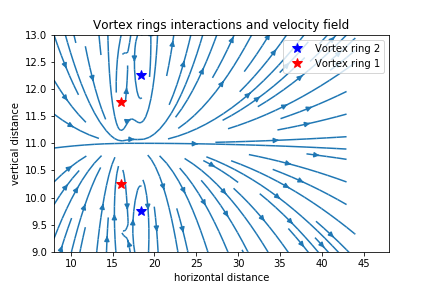 Vortex rings interactions and velocity field
Vortex ring 2
Vortex ring 1
vertical distance
13.0
12.5
12.0
11.5
11.0
10.5
10.0
9.5
9.0
10 15 20 25 30 35 40 45
horizontal distance